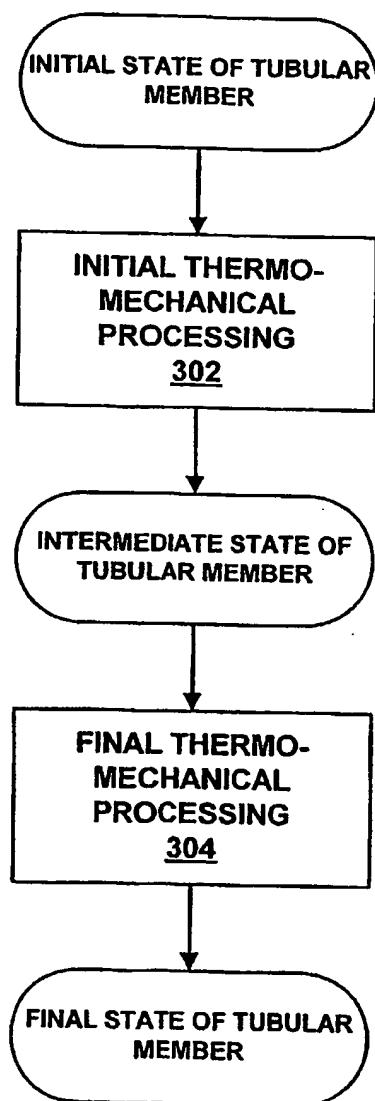 INITIAL STATE OF TUBULAR
MEMBER
INITIAL THERMO-
MECHANICAL
PROCESSING
302
INTERMEDIATE STATE OF
TUBULAR MEMBER
FINAL THERMO-
MECHANICAL
PROCESSING
304
FINAL STATE OF TUBULAR
MEMBER